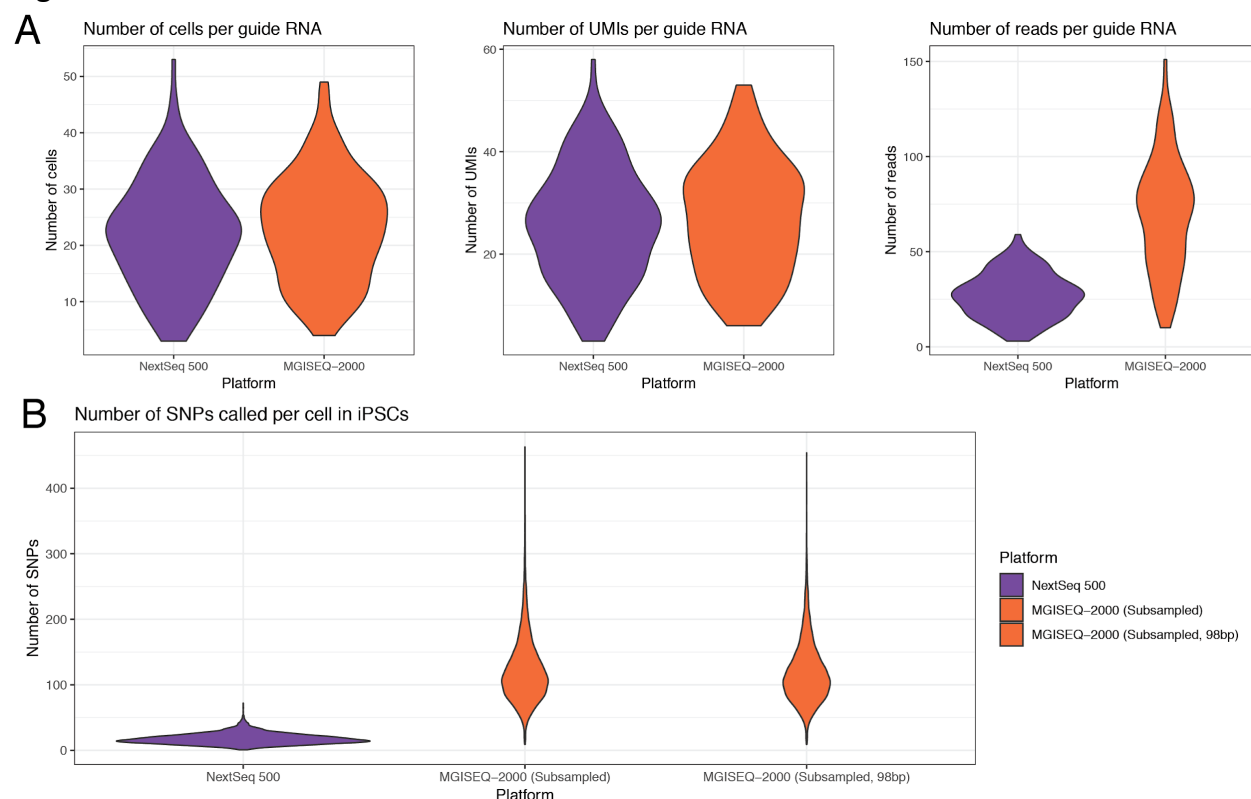 A
Number of cells per guide RNA
Number of cells
50
40
30
20
10
NextSeq 500 MGISEQ−2000
Platform
Number of UMIs per guide RNA
Number of UMIs
60
40
20
NextSeq 500 MGISEQ−2000
Platform
Number of reads per guide RNA
Number of reads
150
100
50
0
NextSeq 500 MGISEQ−2000
Platform
B
Number of SNPs called per cell in iPSCs
Number of SNPs
400
300
200
100
0
NextSeq 500 MGISEQ−2000 (Subsampled) MGISEQ−2000 (Subsampled, 98bp)
Platform
Platform
NextSeq 500
MGISEQ−2000 (Subsampled)
MGISEQ−2000 (Subsampled, 98bp)